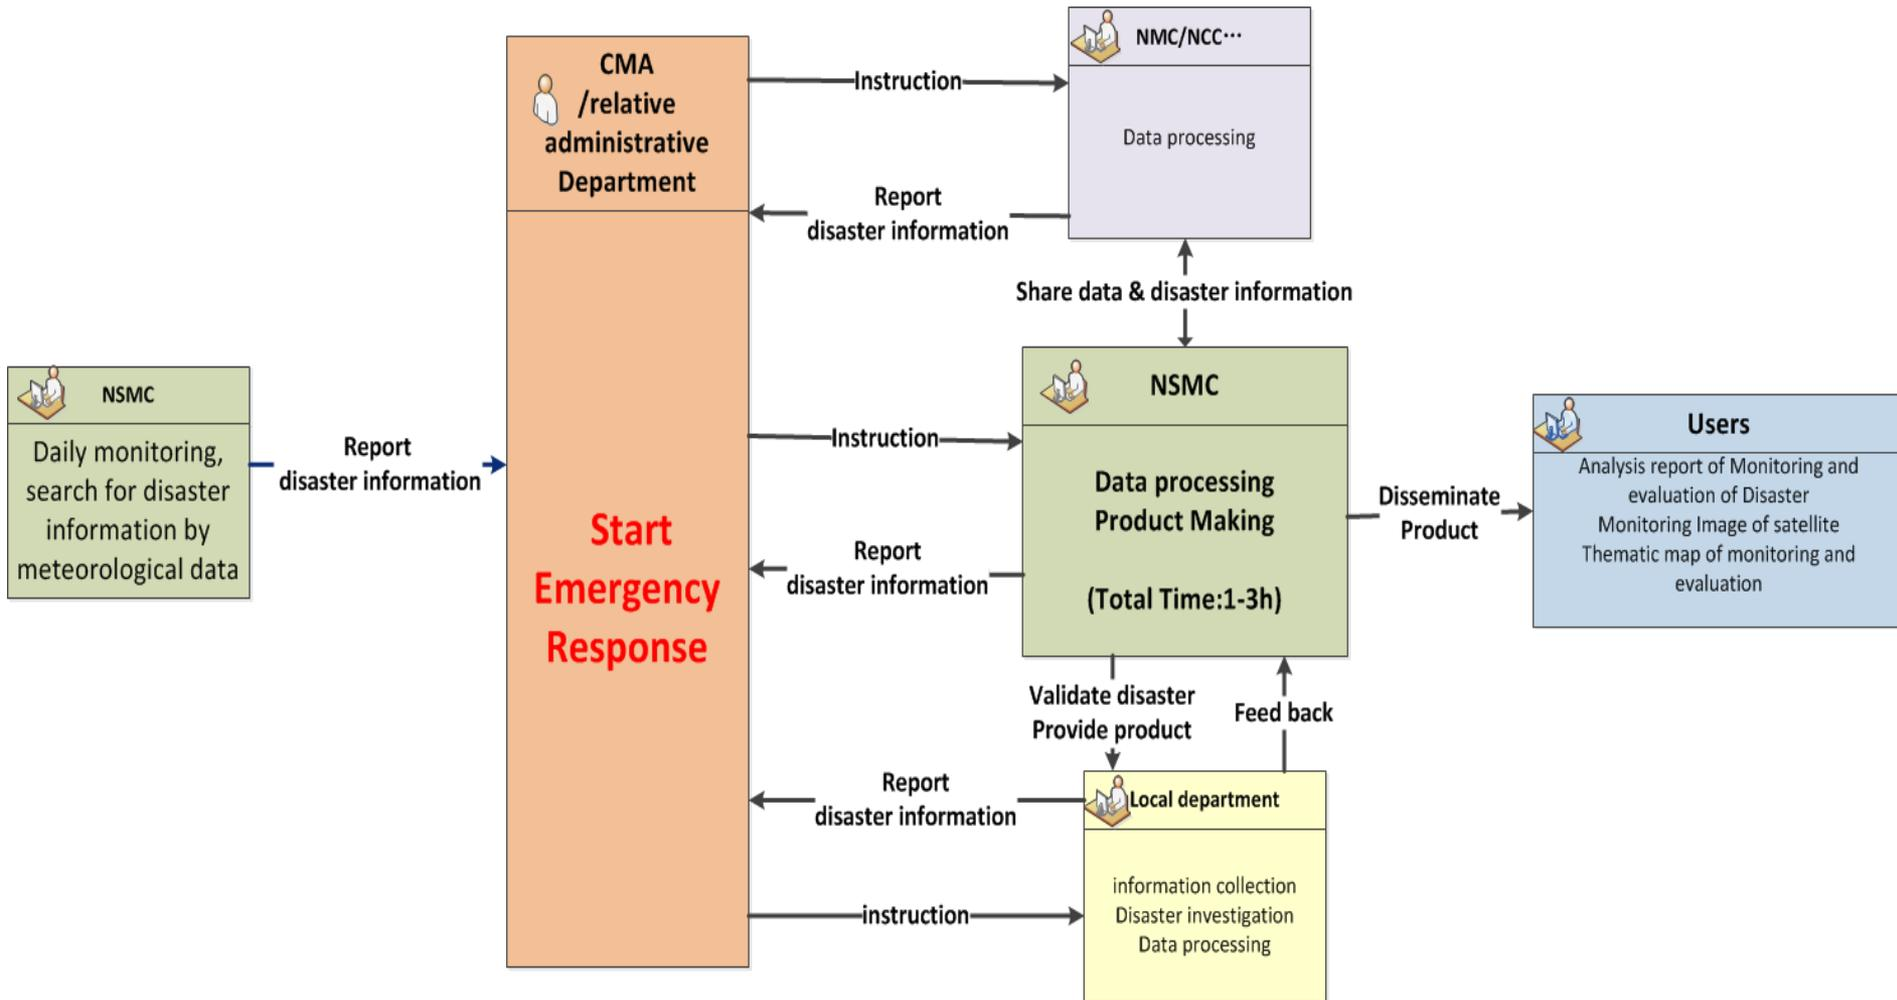 NSMC
Daily monitoring,
search for disaster
information by
meteorological data
Report
disaster information
CMA
/relative
administrative
Department
Start
Emergency
Response
Instruction
Report
disaster information
NMC/NCC···
Data processing
Share data & disaster information
Instruction
Report
disaster information
NSMC
Data processing
Product Making
(Total Time:1-3h)
Disseminate
Product
Users
Analysis report of Monitoring and
evaluation of Disaster
Monitoring Image of satellite
Thematic map of monitoring and
evaluation
Validate disaster
Provide product
Feed back
Report
disaster information
instruction
Local department
information collection
Disaster investigation
Data processing